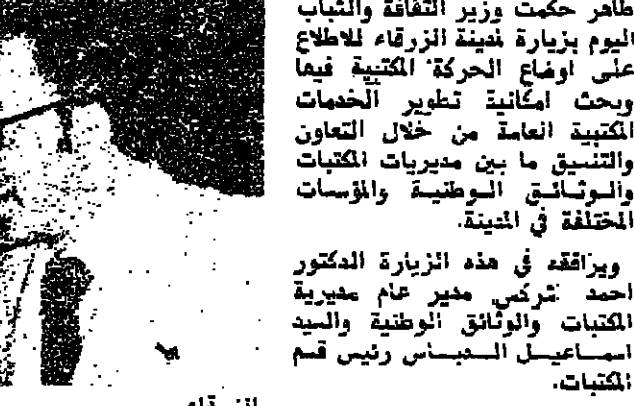 طاهر حكمت وزير الثقافة والشباب
اليوم بزيارة لمدينة الزرقاء للاطلاع
على اوضاع الحركة المكتبية فيها
وبحث امكانية تطوير الخدمات
المكتبية العامة من خلال التعاون
والتنسيق ما بين مديريات المكتبات
والوثائق الوطنية والمؤسسات
المختلفة في المدينة.
ويرافقه في هذه الزيارة الدكتور
احمد شركس مدير عام مديرية
المكتبات والوثائق الوطنية والسيد
اسماعيل الدباس رئيس قسم
المكتبات.